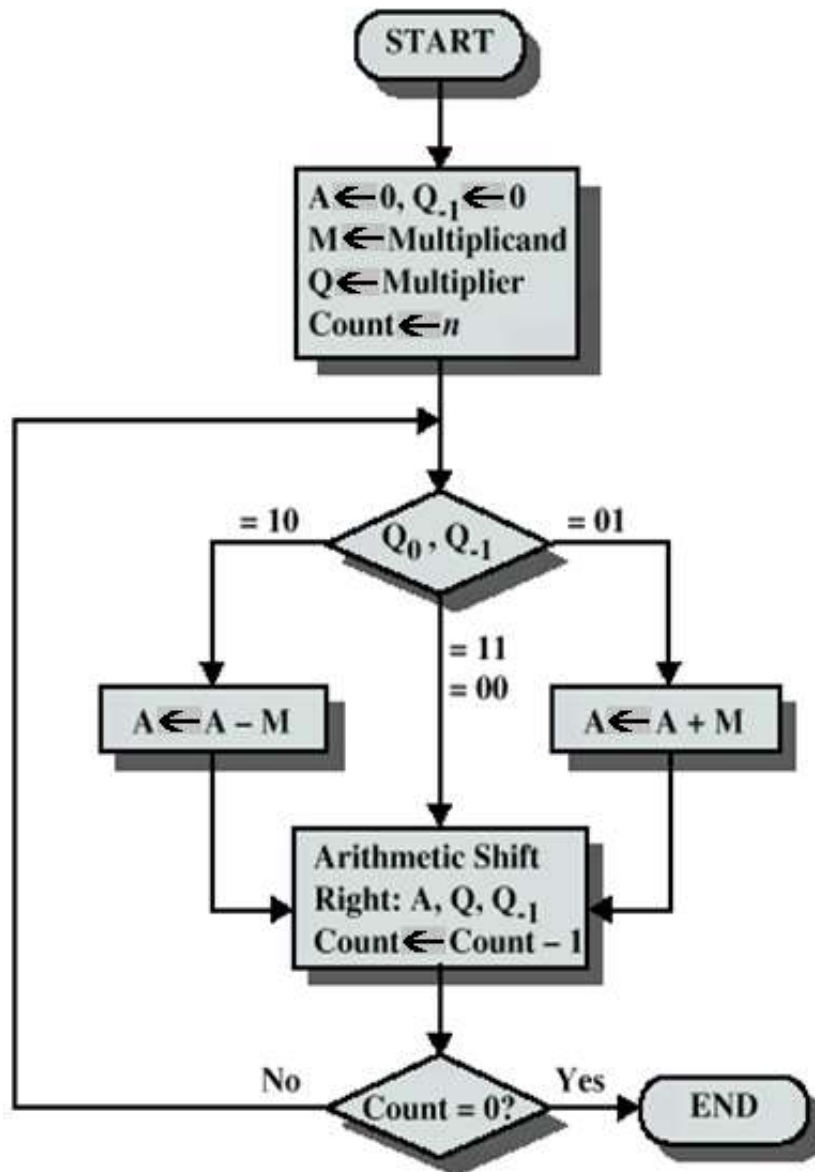 START
A←0, Q-1←0
M←Multiplicand
Q←Multiplier
Count←n
= 10
Q0 , Q-1
= 01
= 11
= 00
A←A – M
A←A + M
Arithmetic Shift
Right: A, Q, Q-1
Count←Count – 1
No
Count = 0?
Yes
END